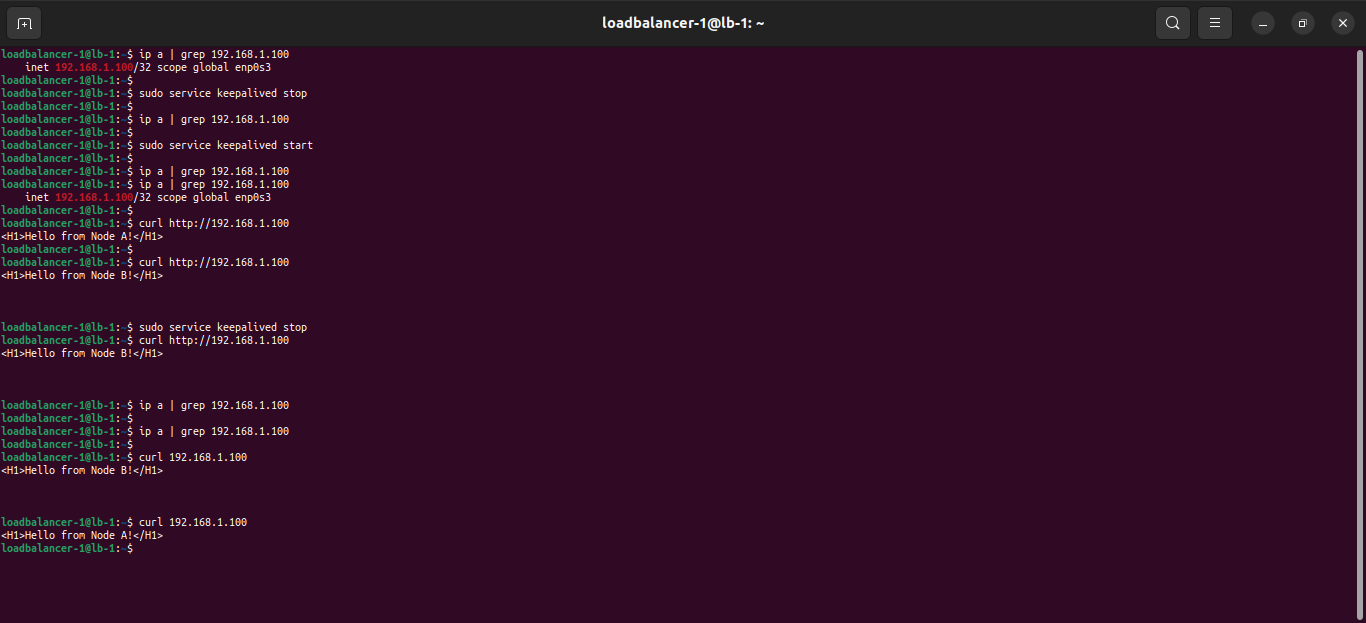 loadbalancer-1@lb-1: ~
loadbalancer-1@lb-1:~$ ip a | grep 192.168.1.100
    inet 192.168.1.100/32 scope global enp0s3
loadbalancer-1@lb-1:~$
loadbalancer-1@lb-1:~$ sudo service keepalived stop
loadbalancer-1@lb-1:~$
loadbalancer-1@lb-1:~$ ip a | grep 192.168.1.100
loadbalancer-1@lb-1:~$
loadbalancer-1@lb-1:~$ sudo service keepalived start
loadbalancer-1@lb-1:~$
loadbalancer-1@lb-1:~$ ip a | grep 192.168.1.100
loadbalancer-1@lb-1:~$ ip a | grep 192.168.1.100
    inet 192.168.1.100/32 scope global enp0s3
loadbalancer-1@lb-1:~$
loadbalancer-1@lb-1:~$ curl http://192.168.1.100
<H1>Hello from Node A!</H1>
loadbalancer-1@lb-1:~$
loadbalancer-1@lb-1:~$ curl http://192.168.1.100
<H1>Hello from Node B!</H1>
loadbalancer-1@lb-1:~$ sudo service keepalived stop
loadbalancer-1@lb-1:~$ curl http://192.168.1.100
<H1>Hello from Node B!</H1>
loadbalancer-1@lb-1:~$ ip a | grep 192.168.1.100
loadbalancer-1@lb-1:~$
loadbalancer-1@lb-1:~$ ip a | grep 192.168.1.100
loadbalancer-1@lb-1:~$
loadbalancer-1@lb-1:~$ curl 192.168.1.100
<H1>Hello from Node B!</H1>
loadbalancer-1@lb-1:~$ curl 192.168.1.100
<H1>Hello from Node A!</H1>
loadbalancer-1@lb-1:~$